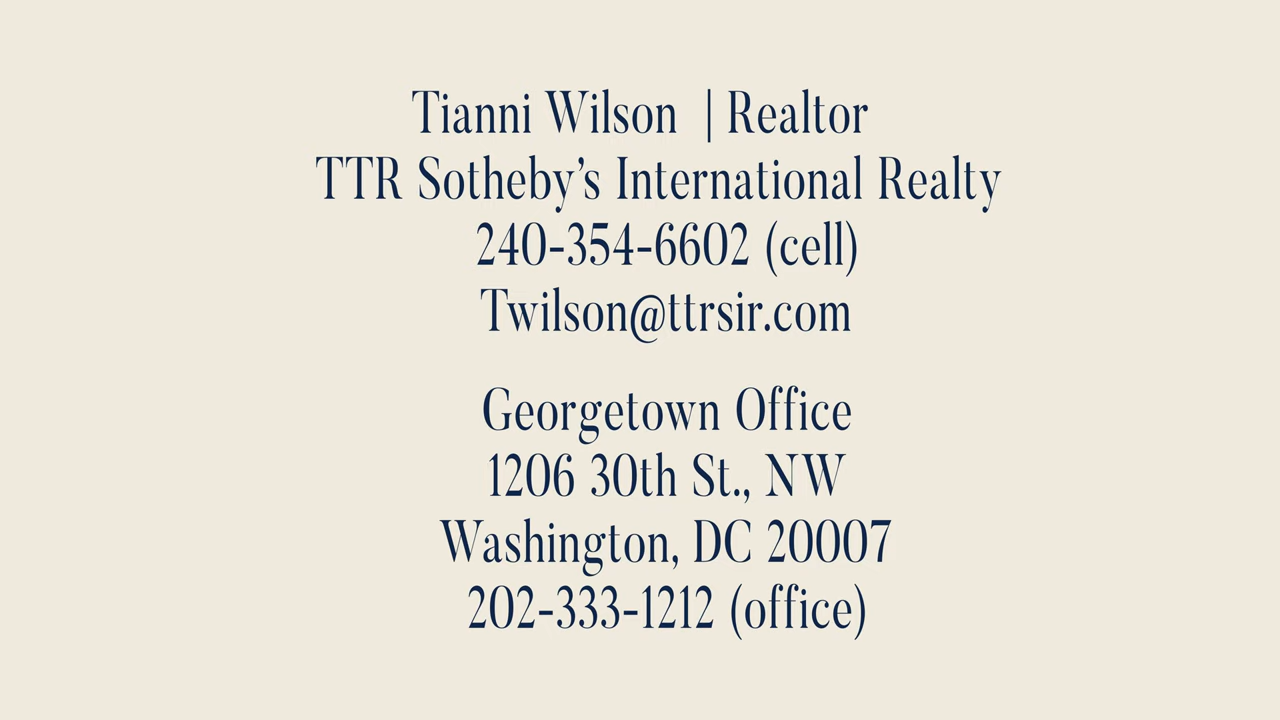 Tianni Wilson | Realtor
TTR Sotheby’s International Realty
240-354-6602 (cell)
Twilson@ttrsir.com
Georgetown Office
1206 30th St., NW
Washington, DC 20007
202-333-1212 (office)